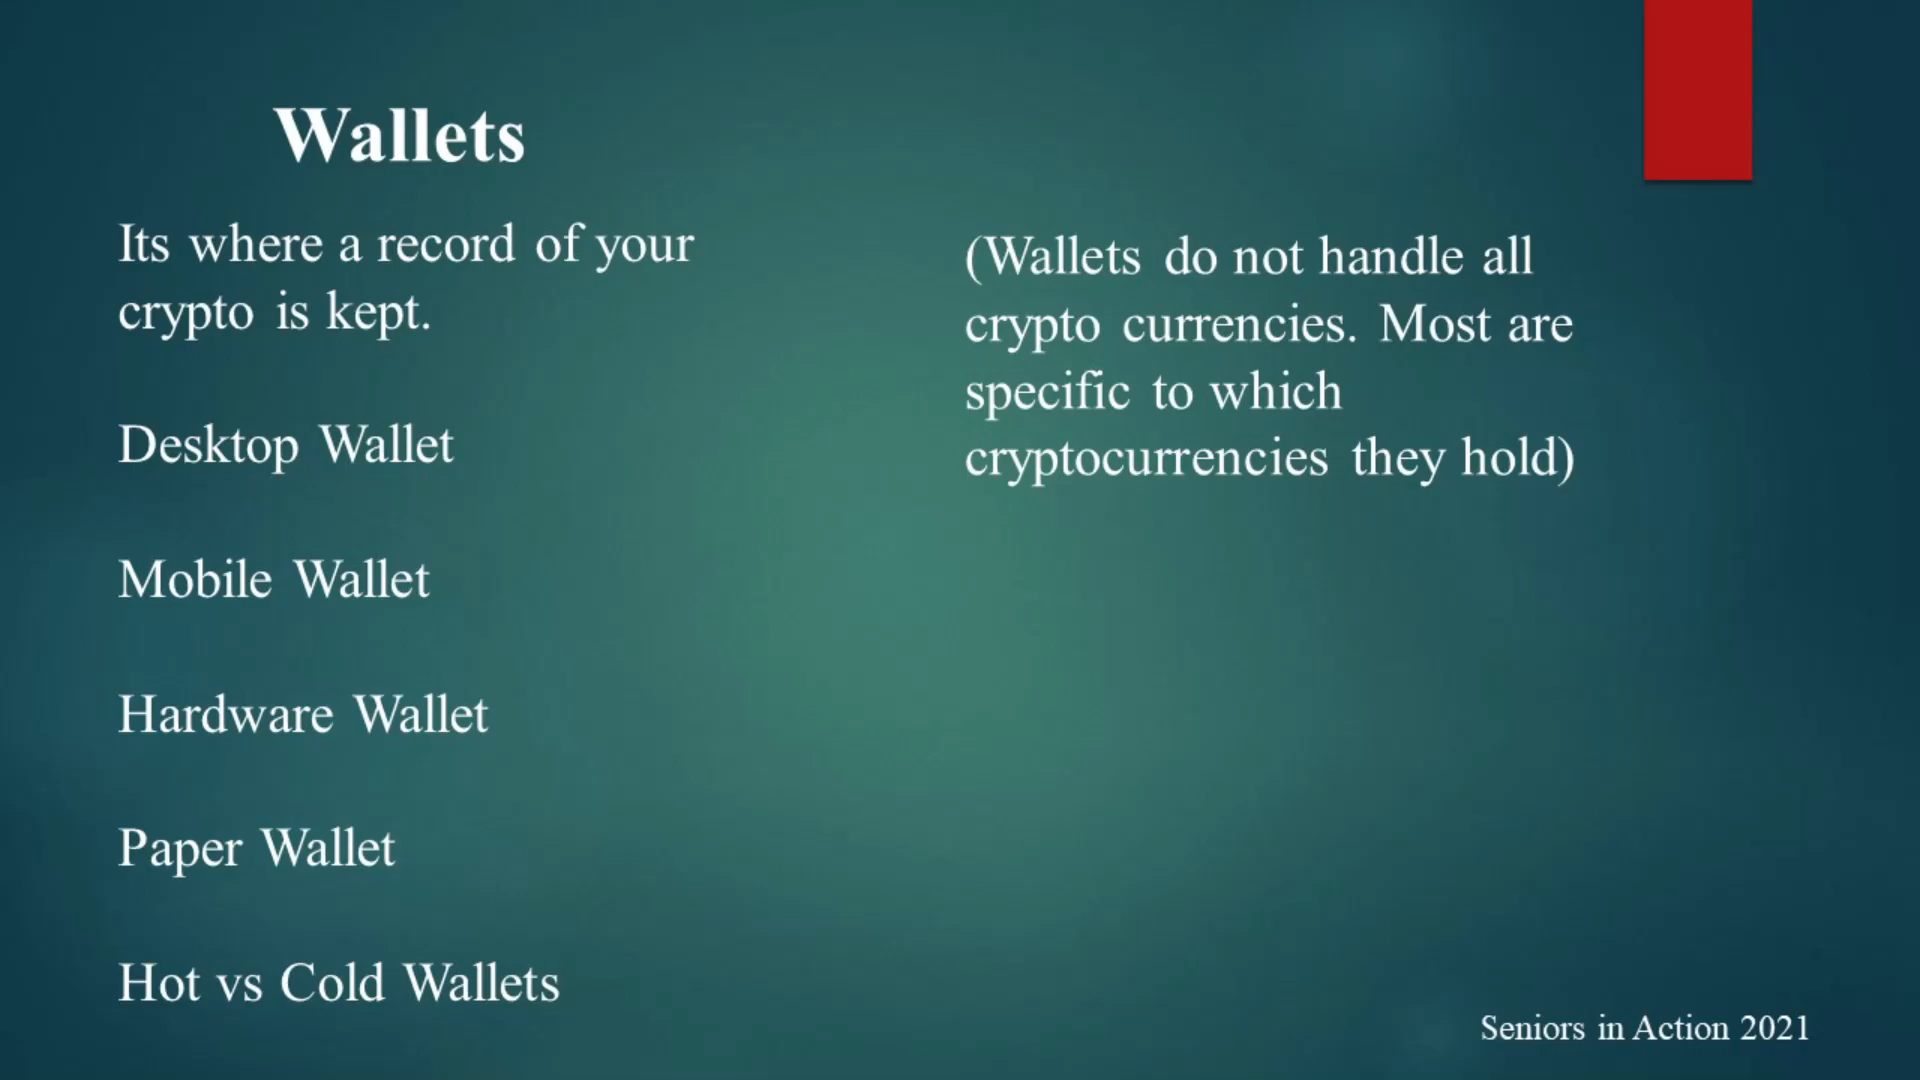 Wallets
Its where a record of your
crypto is kept.
Desktop Wallet
Mobile Wallet
Hardware Wallet
Paper Wallet
Hot vs Cold Wallets
(Wallets do not handle all
crypto currencies. Most are
specific to which
cryptocurrencies they hold)
Seniors in Action 2021